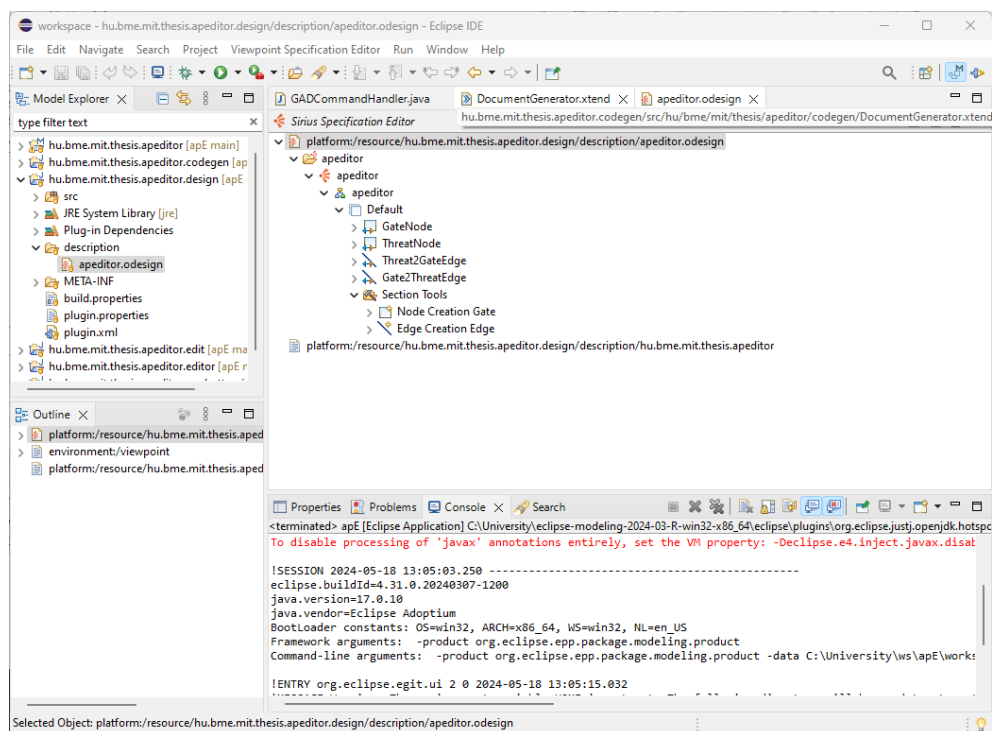 workspace - hu.bme.mit.thesis.apeditor.design/description/apeditor.odesign - Eclipse IDE
File Edit Navigate Search Project Viewpoint Specification Editor Run Window Help
Model Explorer
type filter text
hu.bme.mit.thesis.apeditor [apE main]
hu.bme.mit.thesis.apeditor.codegen [ap
hu.bme.mit.thesis.apeditor.design [apE
src
JRE System Library [jre]
Plug-in Dependencies
description
apeditor.odesign
META-INF
build.properties
plugin.properties
plugin.xml
hu.bme.mit.thesis.apeditor.edit [apE ma
hu.bme.mit.thesis.apeditor.editor [apE r
Outline
platform:/resource/hu.bme.mit.thesis.aped
environment:/viewpoint
platform:/resource/hu.bme.mit.thesis.aped
GADCommandHandler.java DocumentGenerator.xtend apeditor.odesign
Sirius Specification Editor
hu.bme.mit.thesis.apeditor.codegen/src/hu/bme/mit/thesis/apeditor/codegen/DocumentGenerator.xtend
platform:/resource/hu.bme.mit.thesis.apeditor.design/description/apeditor.odesign
apeditor
apeditor
apeditor
Default
GateNode
ThreatNode
Threat2GateEdge
Gate2ThreatEdge
Section Tools
Node Creation Gate
Edge Creation Edge
platform:/resource/hu.bme.mit.thesis.apeditor.design/description/hu.bme.mit.thesis.apeditor
Properties Problems Console Search
<terminated> apE [Eclipse Application] C:\University\eclipse-modeling-2024-03-R-win32-x86_64\eclipse\plugins\org.eclipse.justj.openjdk.hotspc
To disable processing of 'javax' annotations entirely, set the VM property: -Declipse.e4.inject.javax.disab
!SESSION 2024-05-18 13:05:03.250 -----------------------------------------------
eclipse.buildId=4.31.0.20240307-1200
java.version=17.0.10
java.vendor=Eclipse Adoptium
BootLoader constants: OS=win32, ARCH=x86_64, WS=win32, NL=en_US
Framework arguments: -product org.eclipse.epp.package.modeling.product
Command-line arguments: -product org.eclipse.epp.package.modeling.product -data C:\University\ws\apE\works
!ENTRY org.eclipse.egit.ui 2 0 2024-05-18 13:05:15.032
Selected Object: platform:/resource/hu.bme.mit.thesis.apeditor.design/description/apeditor.odesign